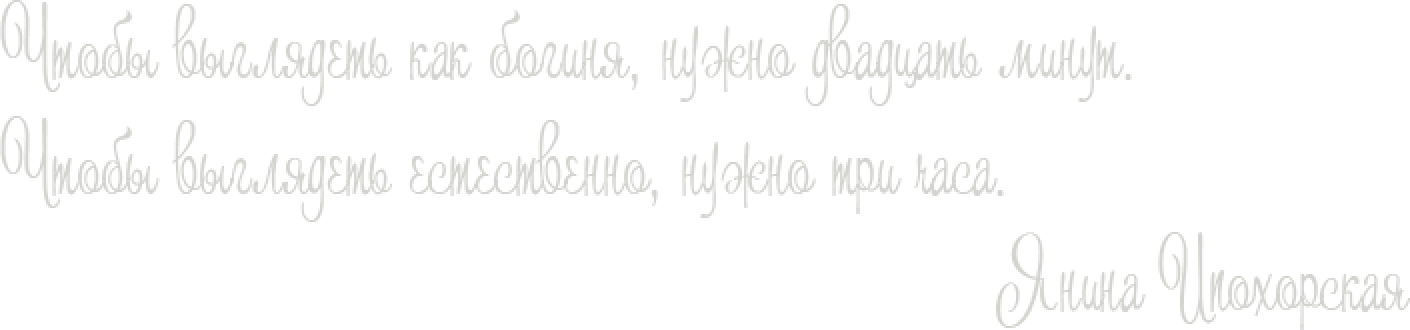 Чтобы выглядеть как богиня, нужно двадцать минут.
Чтобы выглядеть естественно, нужно три часа.
Янина Ипохорская